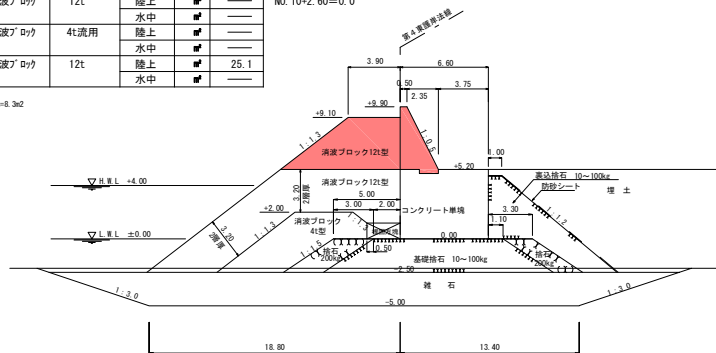 波ブロック 12t 陸上 ㎡ ―― NO.10+2.60=0.0
水中 ㎡ ――
波ブロック 4t流用 陸上 ㎡ ――
水中 ㎡ ――
波ブロック 12t 陸上 ㎡ 25.1
水中 ㎡ ――
=8.3m2
第4東護岸法線
3.90 6.60
0.50 3.75
2.35
+9.90
+9.10
1:1.3
1:0.5
消波ブロック12t型
+5.20
1.00
裏込捨石 10～100kg
防砂シート
埋土
消波ブロック12t型
H.W.L +4.00
3.20
2層厚
5.00
3.00 2.00
コンクリート単塊
3.30
1:1.2
+2.00
消波ブロック
4t型
1:1.3
1:1.3
1.10
3.20
2層厚
L.W.L ±0.00
0.00
1:1.5
捨石
200kg
0.50
基礎捨石 10～100kg
捨石
200kg
-2.50
雑石
1:3.0
1:3.0
-5.00
18.80 13.40